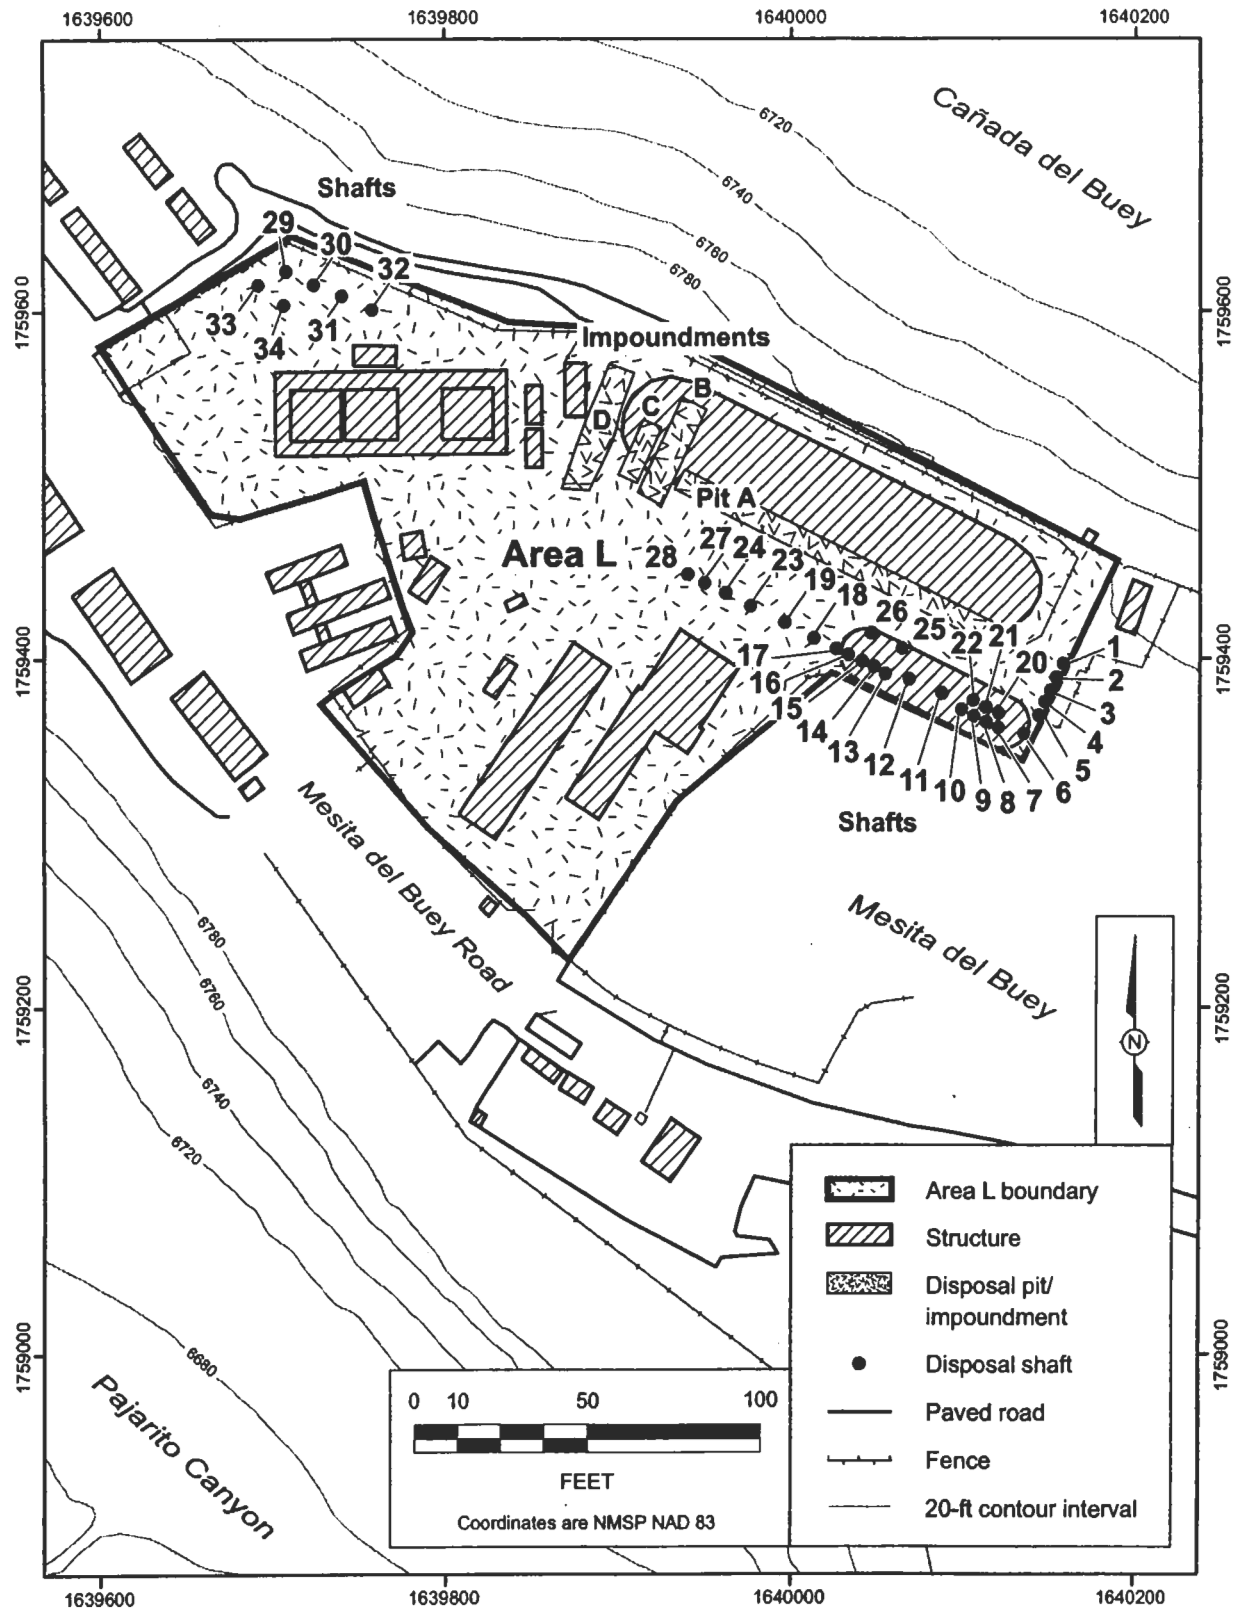 1639600 1639800 1640000 1640200
Cañada del Buey
6720
6740
6760
6780
Shafts
29
30
32
33
31
34
1759600
1759600
Impoundments
B
C
D
Pit A
Area L
28
27
24
23
19
18
26
25
22
21
20
1
2
3
4
5
6
7
8
9
10
11
12
13
14
15
16
17
1759400
1759400
Shafts
Mesita del Buey Road
Mesita del Buey
6780
6760
6740
6720
6680
1759200
1759200
N
Area L boundary
Structure
Disposal pit/
impoundment
Disposal shaft
Paved road
Fence
20-ft contour interval
1759000
1759000
Pajarito Canyon
0 10 50 100
FEET
Coordinates are NMSP NAD 83
1639600 1639800 1640000 1640200